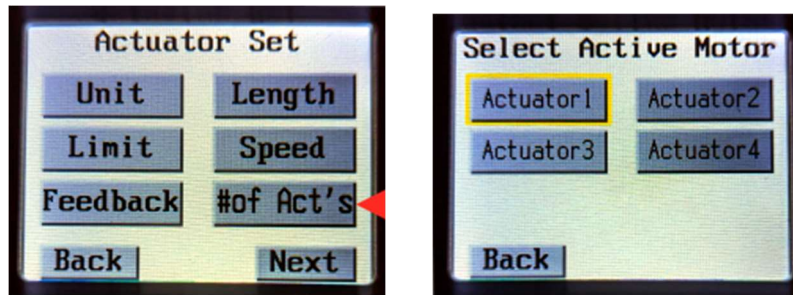 Actuator Set
Unit Length
Limit Speed
Feedback #of Act's
Back Next
Select Active Motor
Actuator1 Actuator2
Actuator3 Actuator4
Back